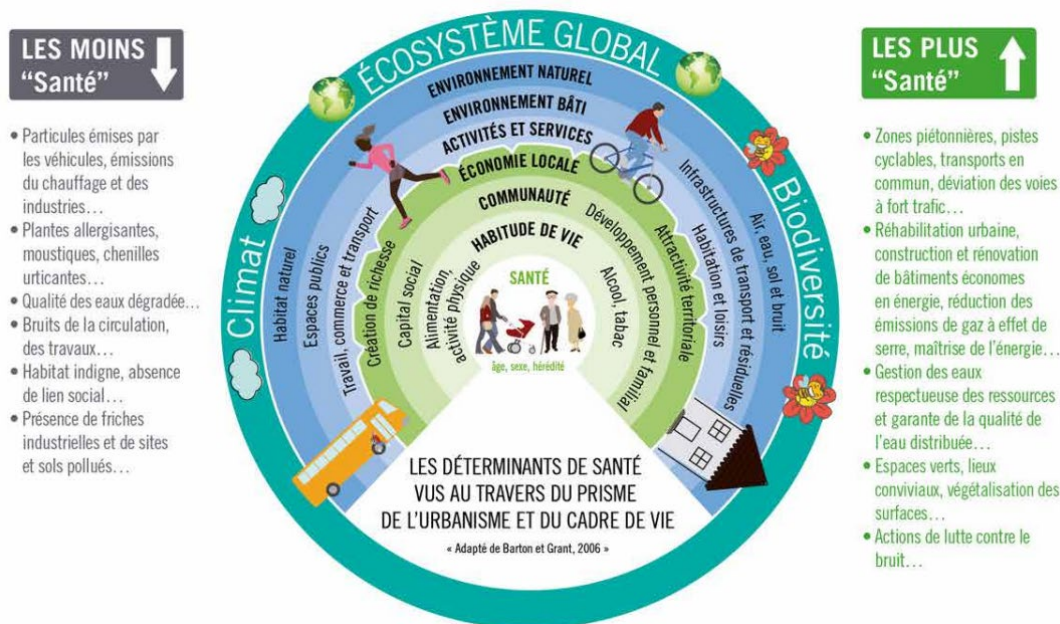 LES MOINS
“Santé”
• Particules émises par
les véhicules, émissions
du chauffage et des
industries…
• Plantes allergisantes,
moustiques, chenilles
urticantes…
• Qualité des eaux dégradée…
• Bruits de la circulation,
des travaux…
• Habitat indigne, absence
de lien social…
• Présence de friches
industrielles et de sites
et sols pollués…
ÉCOSYSTÈME GLOBAL
Climat
Biodiversité
ENVIRONNEMENT NATUREL
Habitat naturel
Air, eau, sol et bruit
ENVIRONNEMENT BÂTI
Espaces publics
Infrastructures de transport et résiduelles
ACTIVITÉS ET SERVICES
Travail, commerce et transport
Habitation et loisirs
ÉCONOMIE LOCALE
Création de richesse
Attractivité territoriale
COMMUNAUTÉ
Capital social
Développement personnel et familial
HABITUDE DE VIE
Alimentation,
activité physique
Alcool, tabac
SANTÉ
âge, sexe, hérédité
LES DÉTERMINANTS DE SANTÉ
VUS AU TRAVERS DU PRISME
DE L’URBANISME ET DU CADRE DE VIE
« Adapté de Barton et Grant, 2006 »
LES PLUS
“Santé”
• Zones piétonnières, pistes
cyclables, transports en
commun, déviation des voies
à fort trafic…
• Réhabilitation urbaine,
construction et rénovation
de bâtiments économes
en énergie, réduction des
émissions de gaz à effet de
serre, maîtrise de l’énergie…
• Gestion des eaux
respectueuse des ressources
et garante de la qualité de
l’eau distribuée…
• Espaces verts, lieux
conviviaux, végétalisation des
surfaces…
• Actions de lutte contre le
bruit…